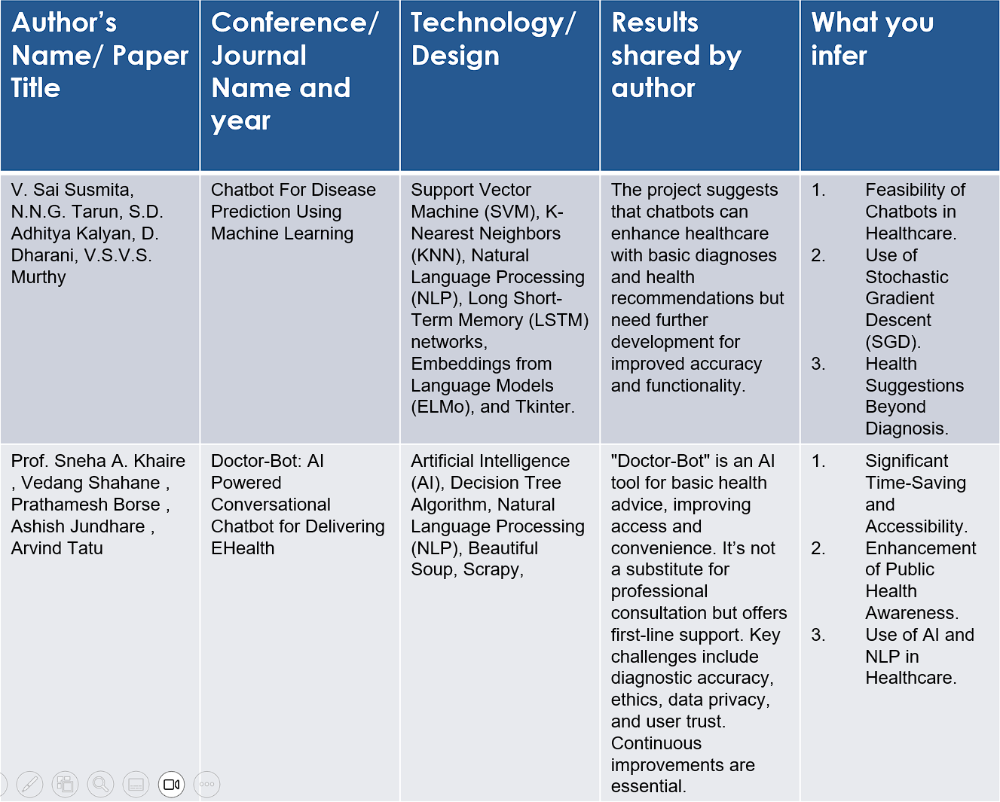 Author’s
Name/ Paper
Title
Conference/
Journal
Name and
year
Technology/
Design
Results
shared by
author
What you
infer
V. Sai Susmita,
N.N.G. Tarun, S.D.
Adhitya Kalyan, D.
Dharani, V.S.V.S.
Murthy
Chatbot For Disease
Prediction Using
Machine Learning
Support Vector
Machine (SVM), K-
Nearest Neighbors
(KNN), Natural
Language Processing
(NLP), Long Short-
Term Memory (LSTM)
networks,
Embeddings from
Language Models
(ELMo), and Tkinter.
The project suggests
that chatbots can
enhance healthcare
with basic diagnoses
and health
recommendations but
need further
development for
improved accuracy
and functionality.
1. Feasibility of
Chatbots in
Healthcare.
2. Use of
Stochastic
Gradient
Descent
(SGD).
3. Health
Suggestions
Beyond
Diagnosis.
Prof. Sneha A. Khaire
, Vedang Shahane ,
Prathamesh Borse ,
Ashish Jundhare ,
Arvind Tatu
Doctor-Bot: AI
Powered
Conversational
Chatbot for Delivering
EHealth
Artificial Intelligence
(AI), Decision Tree
Algorithm, Natural
Language Processing
(NLP), Beautiful
Soup, Scrapy,
"Doctor-Bot" is an AI
tool for basic health
advice, improving
access and
convenience. It’s not
a substitute for
professional
consultation but offers
first-line support. Key
challenges include
diagnostic accuracy,
ethics, data privacy,
and user trust.
Continuous
improvements are
essential.
1. Significant
Time-Saving
and
Accessibility.
2. Enhancement
of Public
Health
Awareness.
3. Use of AI and
NLP in
Healthcare.